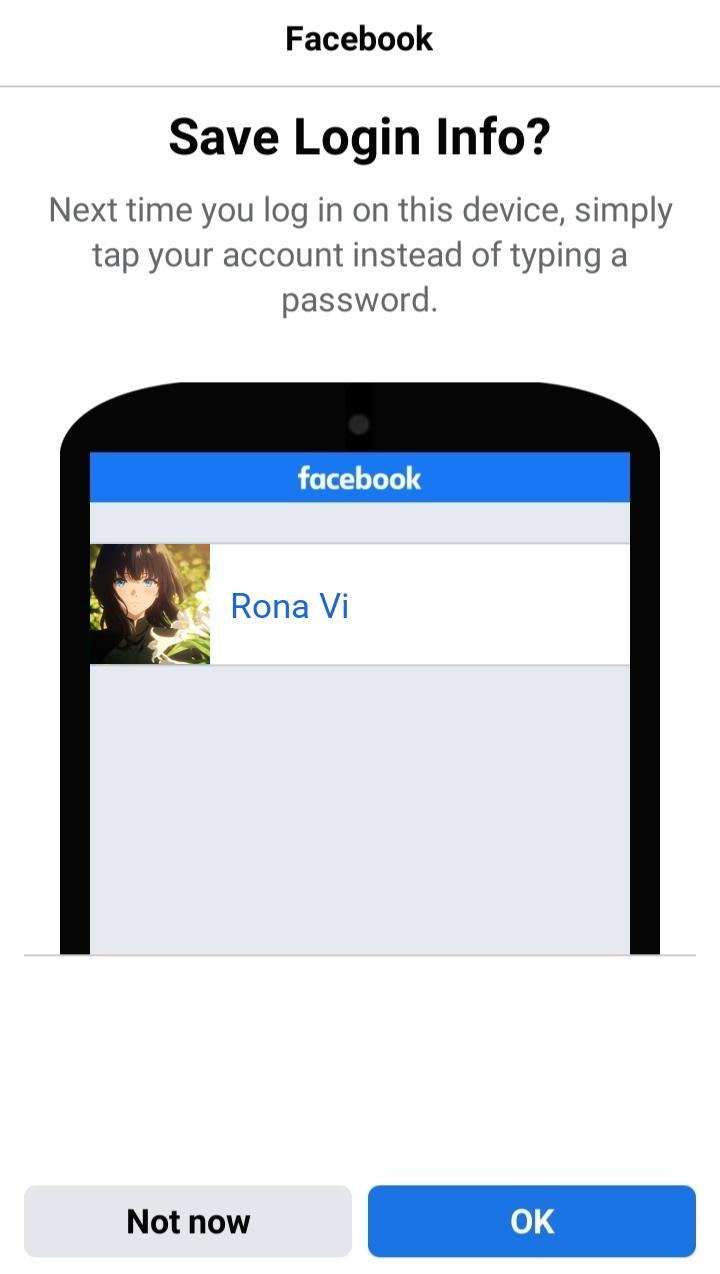 Facebook
Save Login Info?
Next time you log in on this device, simply
tap your account instead of typing a
password.
facebook
Rona Vi
Not now
OK